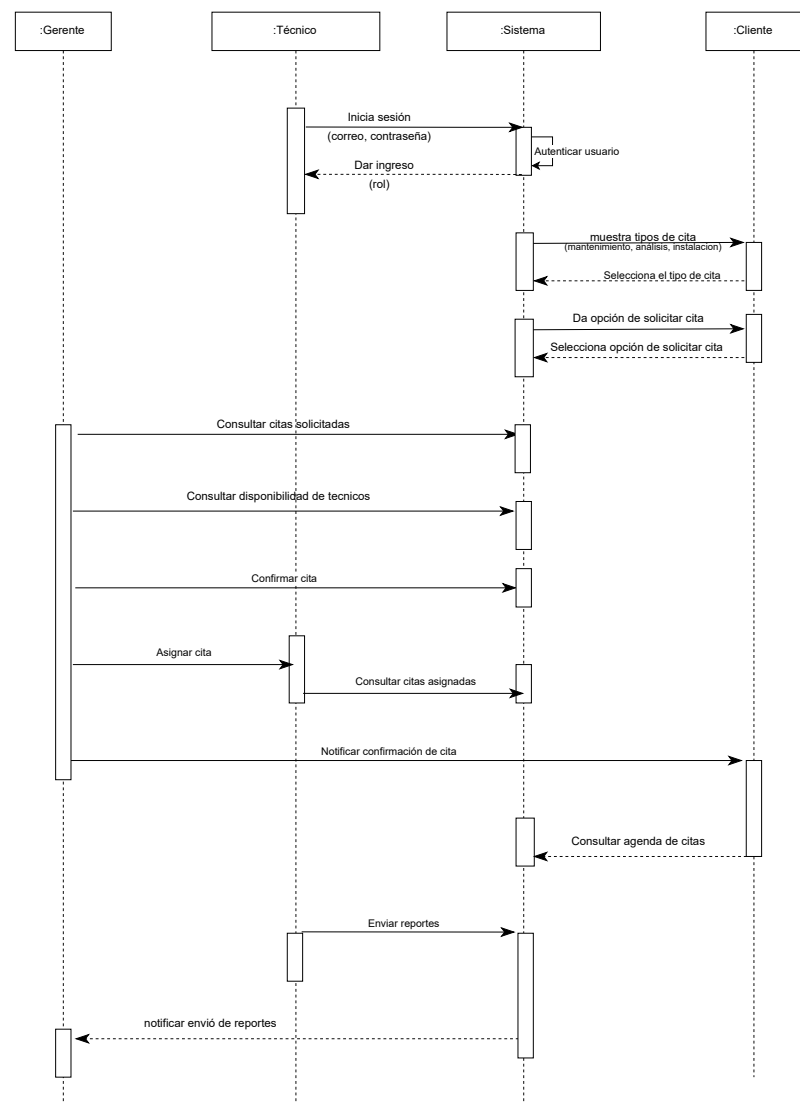 :Gerente
:Técnico
:Sistema
:Cliente
Inicia sesión
(correo, contraseña)
Autenticar usuario
Dar ingreso
(rol)
muestra tipos de cita
(mantenimiento, análisis, instalacion)
Selecciona el tipo de cita
Da opción de solicitar cita
Selecciona opción de solicitar cita
Consultar citas solicitadas
Consultar disponibilidad de tecnicos
Confirmar cita
Asignar cita
Consultar citas asignadas
Notificar confirmación de cita
Consultar agenda de citas
Enviar reportes
notificar envió de reportes